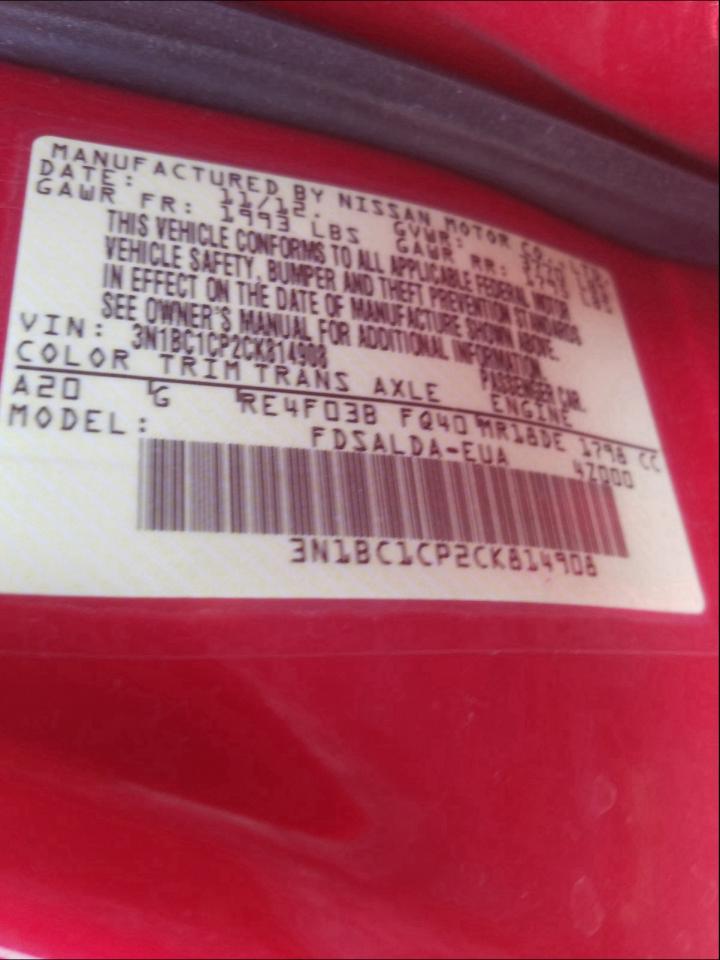 MANUFACTURED BY NISSAN MOTOR CO.,LTD.
DATE: 11/12. GVWR:
GAWR FR: 1993 LBS GAWR RR: LBS
THIS VEHICLE CONFORMS TO ALL APPLICABLE FEDERAL MOTOR
VEHICLE SAFETY, BUMPER AND THEFT PREVENTION STANDARDS
IN EFFECT ON THE DATE OF MANUFACTURE SHOWN ABOVE.
SEE OWNER'S MANUAL FOR ADDITIONAL INFORMATION.
VIN: 3N1BC1CP2CK814908 PASSENGER CAR.
COLOR TRIM TRANS AXLE ENGINE
A20 G RE4F03B FQ40 MR18DE 1798 CC
MODEL: FDSALDA-EUA 4Z000
3N1BC1CP2CK814908